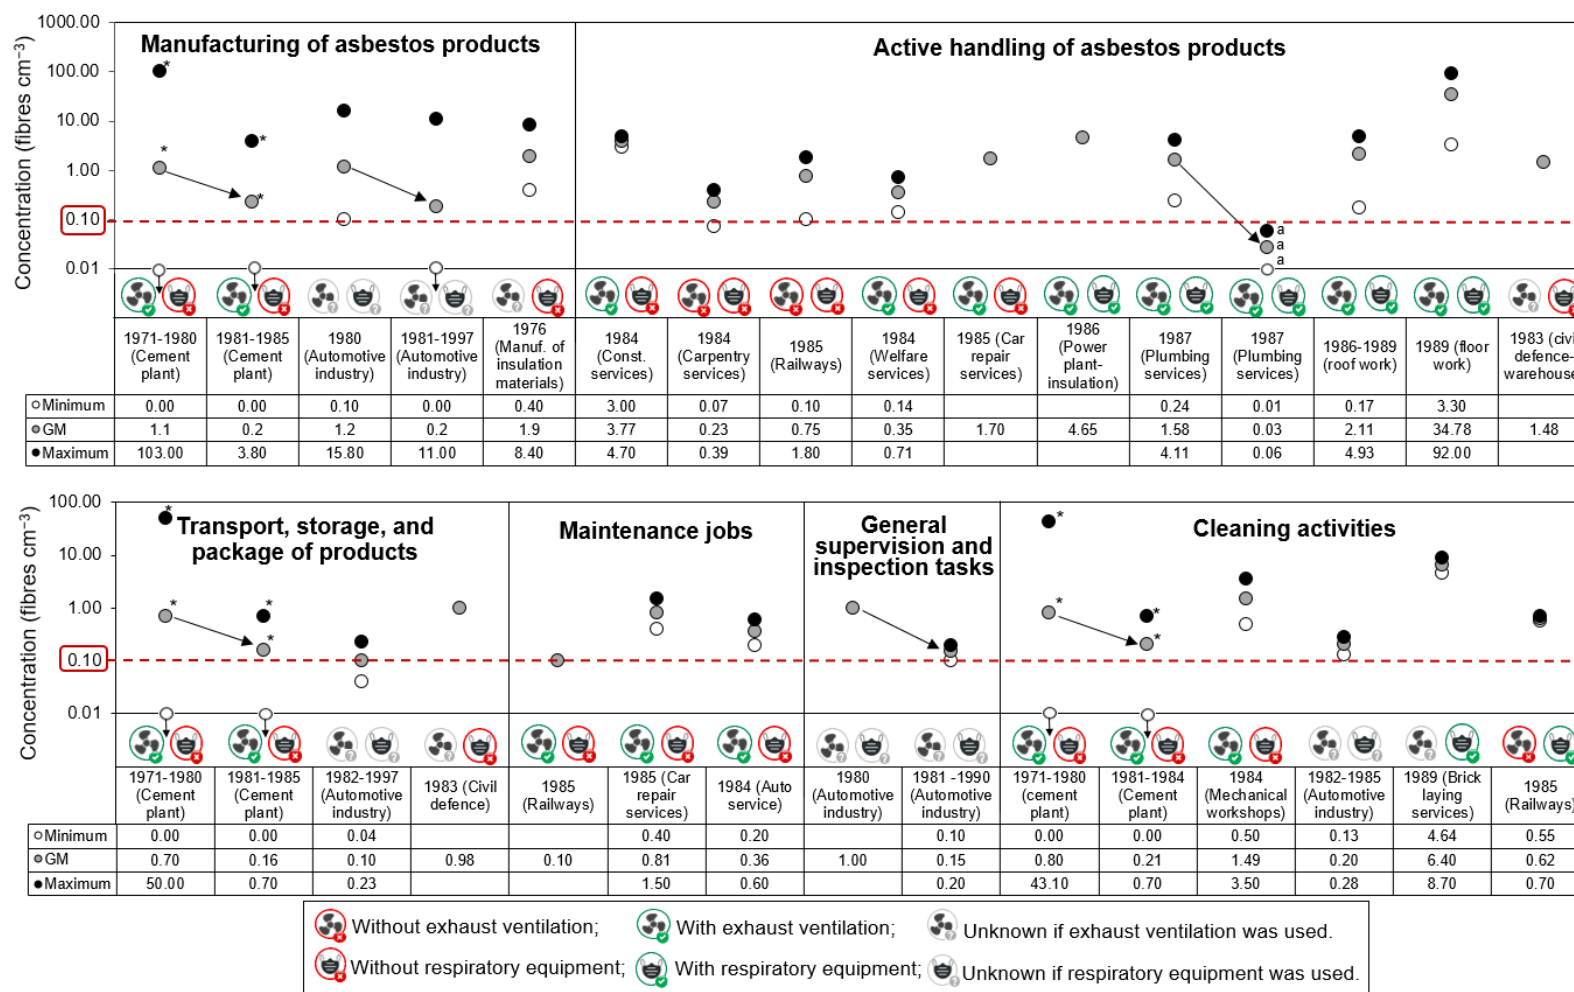 1000.00
100.00
10.00
1.00
0.10
0.01
Concentration (fibres cm⁻³)
Manufacturing of asbestos products
Active handling of asbestos products
*
*
*
*
a
a
a
1971-1980 (Cement plant)
1981-1985 (Cement plant)
1980 (Automotive industry)
1981-1997 (Automotive industry)
1976 (Manuf. of insulation materials)
1984 (Const. services)
1984 (Carpentry services)
1985 (Railways)
1984 (Welfare services)
1985 (Car repair services)
1986 (Power plant-insulation)
1987 (Plumbing services)
1987 (Plumbing services)
1986-1989 (roof work)
1989 (floor work)
1983 (civil defence-warehouse
Minimum 0.00 0.00 0.10 0.00 0.40 3.00 0.07 0.10 0.14 0.24 0.01 0.17 3.30
GM 1.1 0.2 1.2 0.2 1.9 3.77 0.23 0.75 0.35 1.70 4.65 1.58 0.03 2.11 34.78 1.48
Maximum 103.00 3.80 15.80 11.00 8.40 4.70 0.39 1.80 0.71 4.11 0.06 4.93 92.00
100.00
10.00
1.00
0.10
0.01
Concentration (fibres cm⁻³)
Transport, storage, and
package of products
Maintenance jobs
General
supervision and
inspection tasks
Cleaning activities
*
*
*
*
*
*
*
*
1971-1980 (Cement plant)
1981-1985 (Cement plant)
1982-1997 (Automotive industry)
1983 (Civil defence)
1985 (Railways)
1985 (Car repair services)
1984 (Auto service)
1980 (Automotive industry)
1981 -1990 (Automotive industry)
1971-1980 (cement plant)
1981-1984 (Cement plant)
1984 (Mechanical workshops)
1982-1985 (Automotive industry)
1989 (Brick laying services)
1985 (Railways)
Minimum 0.00 0.00 0.04 0.40 0.20 0.10 0.00 0.00 0.50 0.13 4.64 0.55
GM 0.70 0.16 0.10 0.98 0.10 0.81 0.36 1.00 0.15 0.80 0.21 1.49 0.20 6.40 0.62
Maximum 50.00 0.70 0.23 1.50 0.60 0.20 43.10 0.70 3.50 0.28 8.70 0.70
Without exhaust ventilation; With exhaust ventilation; Unknown if exhaust ventilation was used.
Without respiratory equipment; With respiratory equipment; Unknown if respiratory equipment was used.